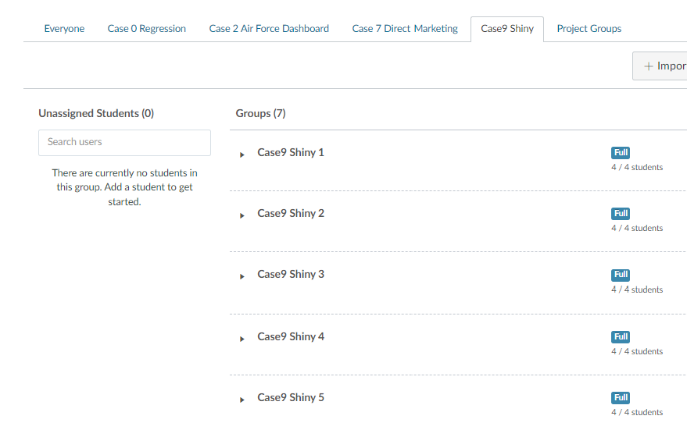 Everyone Case 0 Regression Case 2 Air Force Dashboard Case 7 Direct Marketing Case9 Shiny Project Groups
+ Impor
Unassigned Students (0)
Search users
There are currently no students in
this group. Add a student to get
started.
Groups (7)
Case9 Shiny 1
Full
4 / 4 students
Case9 Shiny 2
Full
4 / 4 students
Case9 Shiny 3
Full
4 / 4 students
Case9 Shiny 4
Full
4 / 4 students
Case9 Shiny 5
Full
4 / 4 students